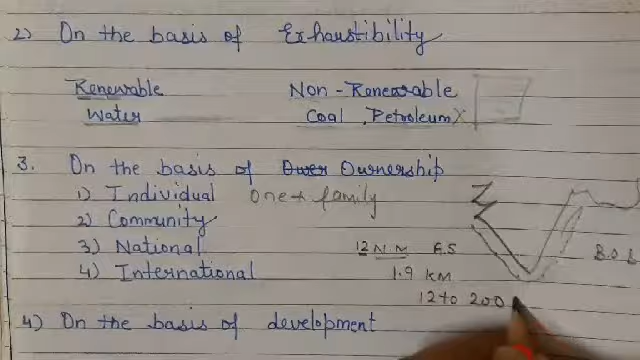 2) On the basis of Exhaustibility
Renewable Non-Renewable
Water Coal, Petroleum X
3. On the basis of Ownership
1) Individual One family
2) Community
3) National 12 N M A.S
4) International 1.9 KM
B.O.B
12 to 200
4) On the basis of development